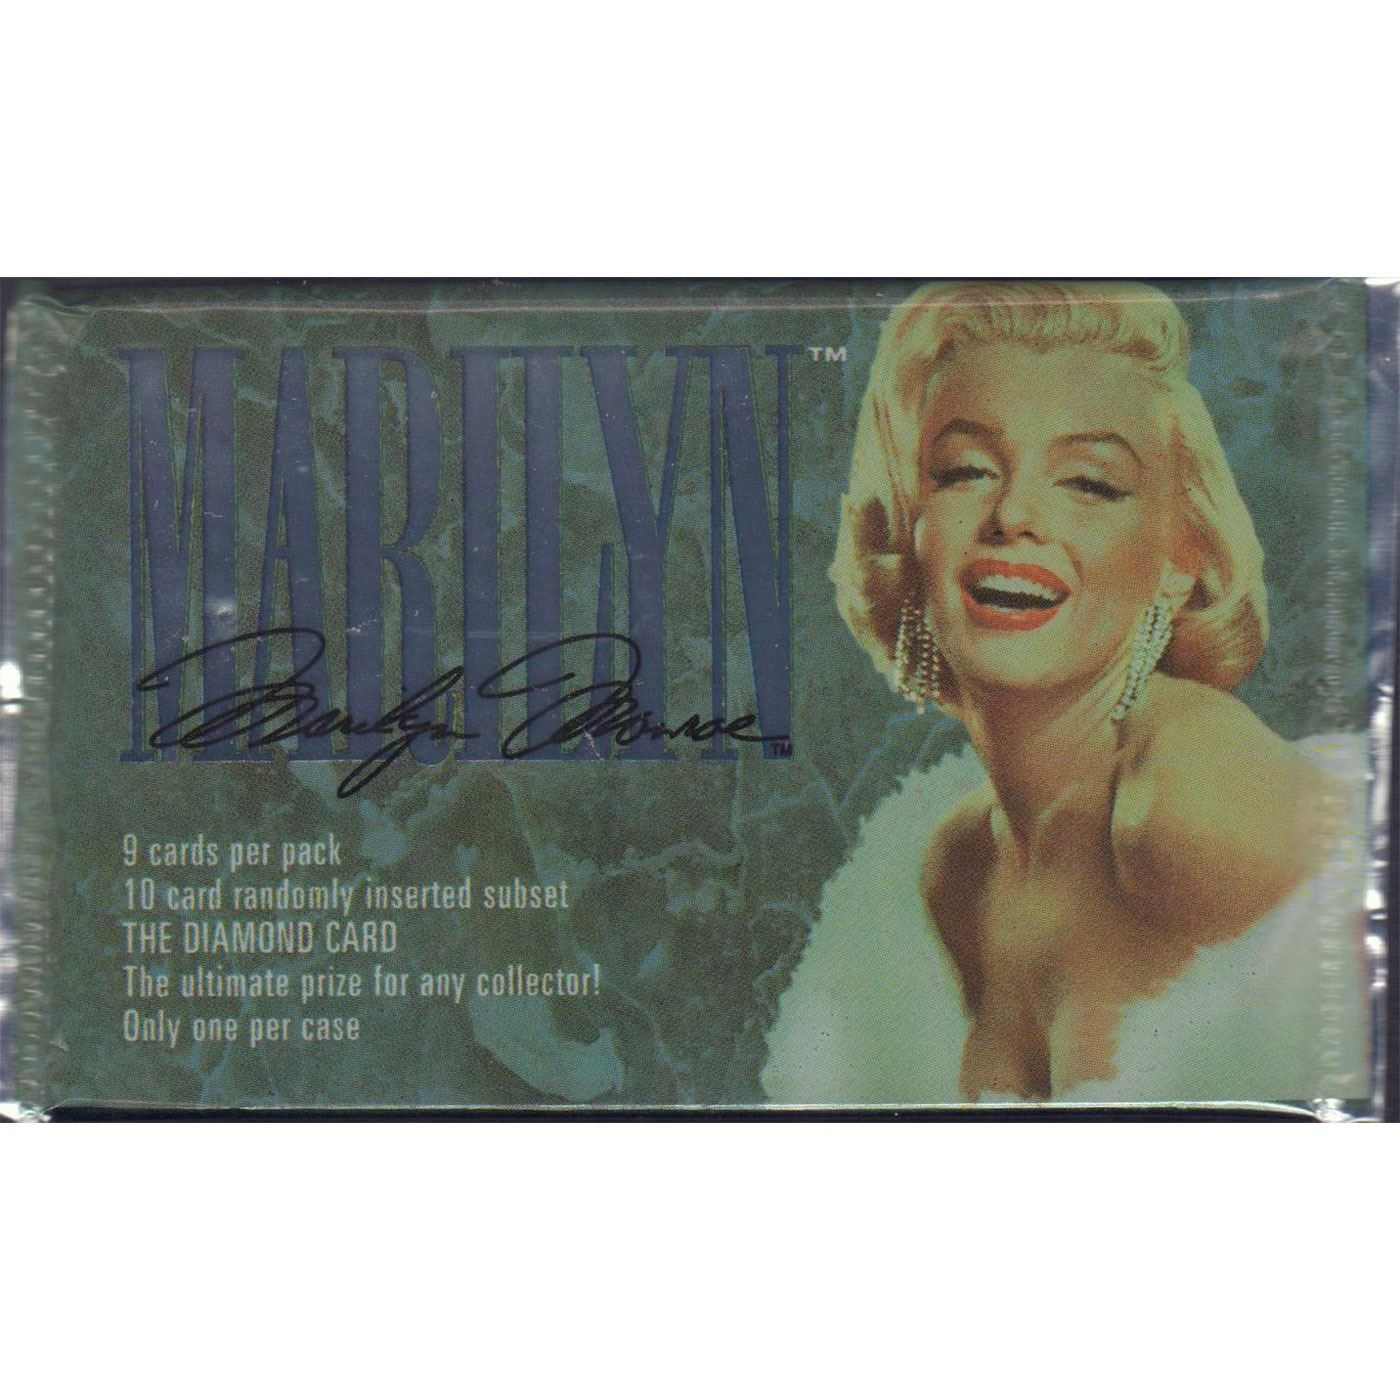 MARILYN™
Marilyn Monroe™
9 cards per pack
10 card randomly inserted subset
THE DIAMOND CARD
The ultimate prize for any collector!
Only one per case